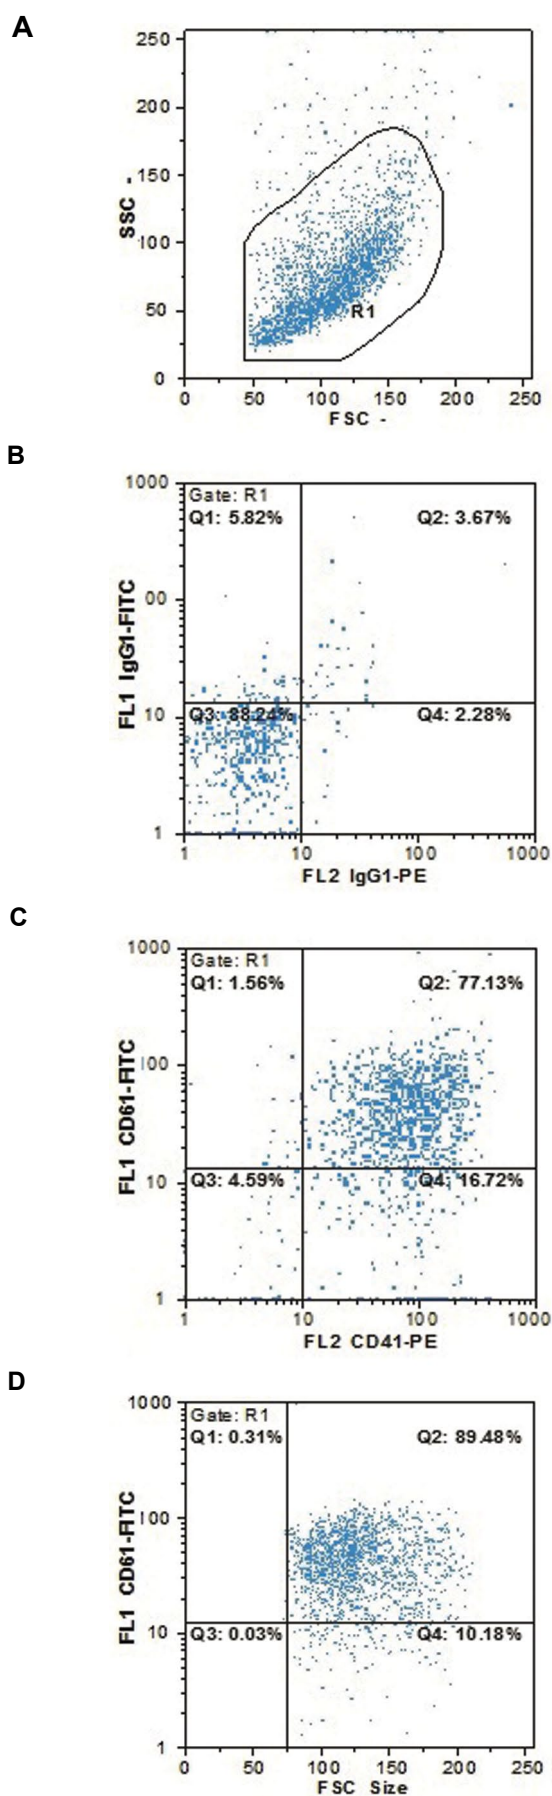 A
250
200
150
100
50
0
SSC -
R1
0 50 100 150 200 250
FSC -
B
1000
00
10
1
FL1 IgG1-FITC
Gate: R1
Q1: 5.82% Q2: 3.67%
Q3: 88.24% Q4: 2.28%
1 10 100 1000
FL2 IgG1-PE
C
1000
100
10
1
FL1 CD61-FITC
Gate: R1
Q1: 1.56% Q2: 77.13%
Q3: 4.59% Q4: 16.72%
1 10 100 1000
FL2 CD41-PE
D
1000
100
10
1
FL1 CD61-FITC
Gate: R1
Q1: 0.31% Q2: 89.48%
Q3: 0.03% Q4: 10.18%
0 50 100 150 200 250
FSC Size